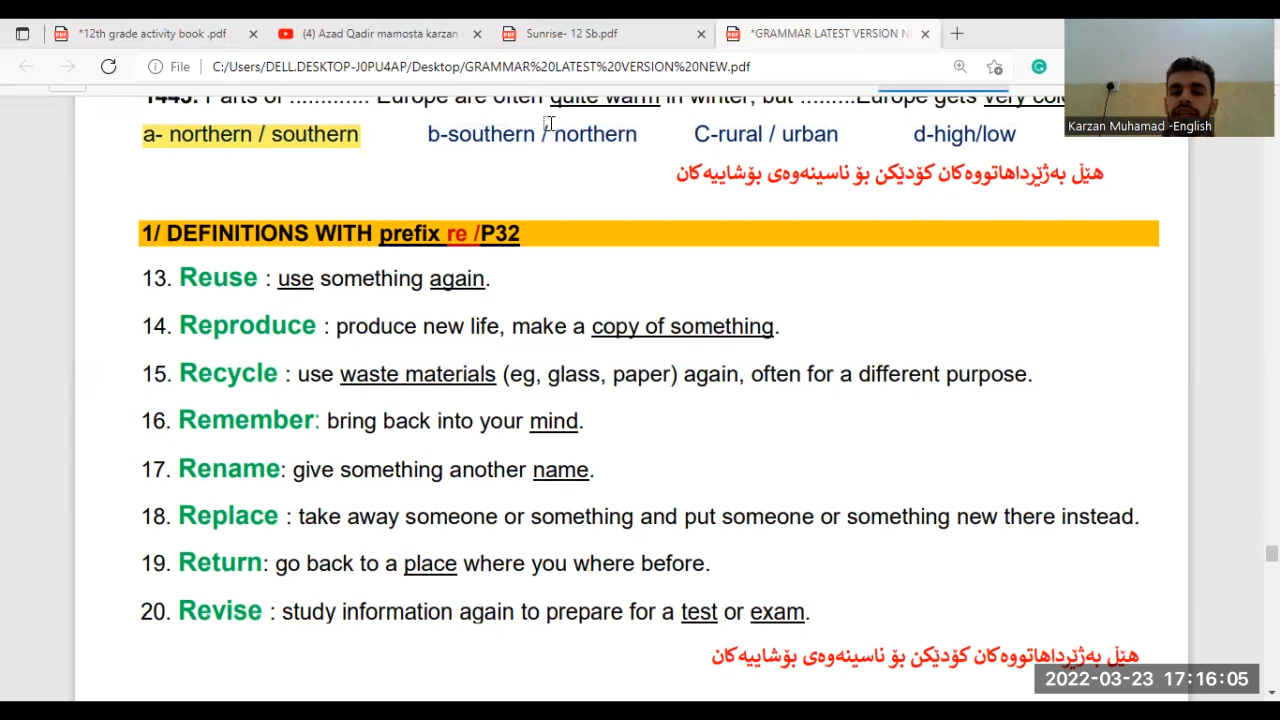 *12th grade activity book .pdf
(4) Azad Qadir mamosta karzan
Sunrise- 12 Sb.pdf
*GRAMMAR LATEST VERSION N
File
C:/Users/DELL.DESKTOP-J0PU4AP/Desktop/GRAMMAR%20LATEST%20VERSION%20NEW.pdf
Karzan Muhamad -English
1445. Parts of ............. Europe are often quite warm in winter, but .........Europe gets very col
a- northern / southern b-southern / northern C-rural / urban d-high/low
هێڵ بەژێرداهاتووەکان کۆدێکن بۆ ناسینەوەی بۆشاییەکان
1/ DEFINITIONS WITH prefix re /P32
13. Reuse : use something again.
14. Reproduce : produce new life, make a copy of something.
15. Recycle : use waste materials (eg, glass, paper) again, often for a different purpose.
16. Remember: bring back into your mind.
17. Rename: give something another name.
18. Replace : take away someone or something and put someone or something new there instead.
19. Return: go back to a place where you where before.
20. Revise : study information again to prepare for a test or exam.
هێڵ بەژێرداهاتووەکان کۆدێکن بۆ ناسینەوەی بۆشاییەکان
2022-03-23 17:16:05